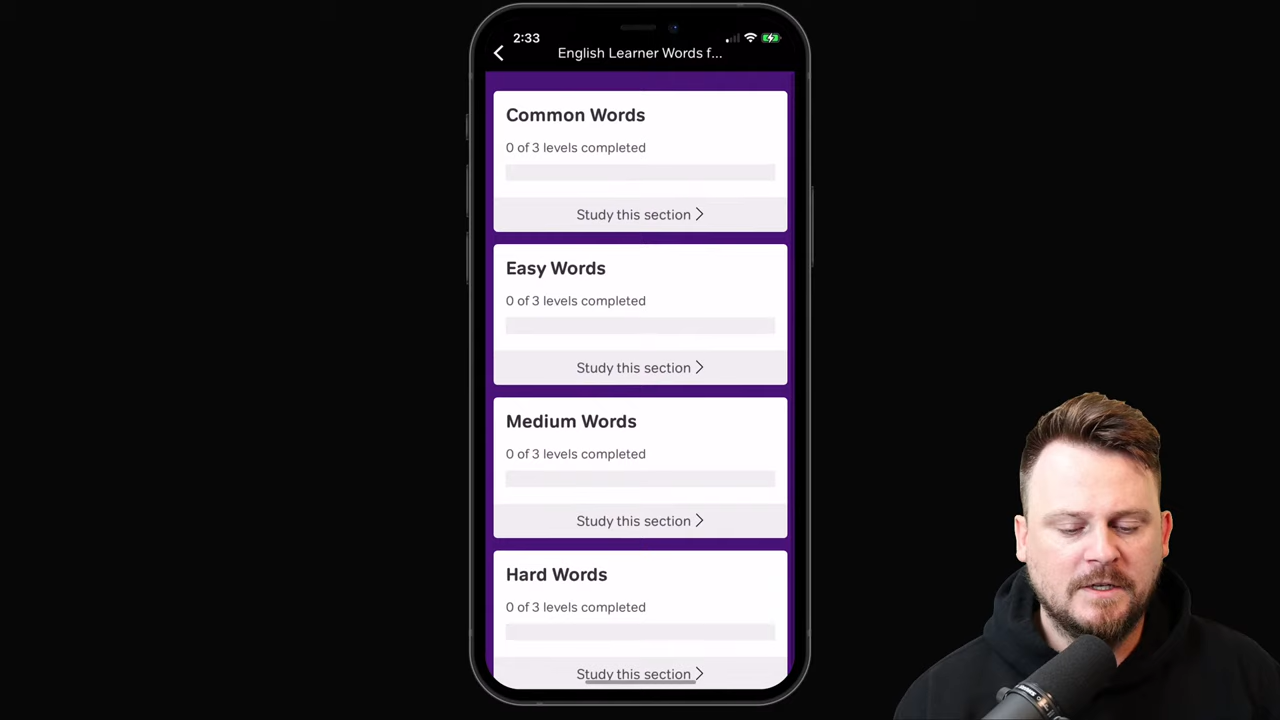 2:33
English Learner Words f...
Common Words
0 of 3 levels completed
Study this section
Easy Words
0 of 3 levels completed
Study this section
Medium Words
0 of 3 levels completed
Study this section
Hard Words
0 of 3 levels completed
Study this section